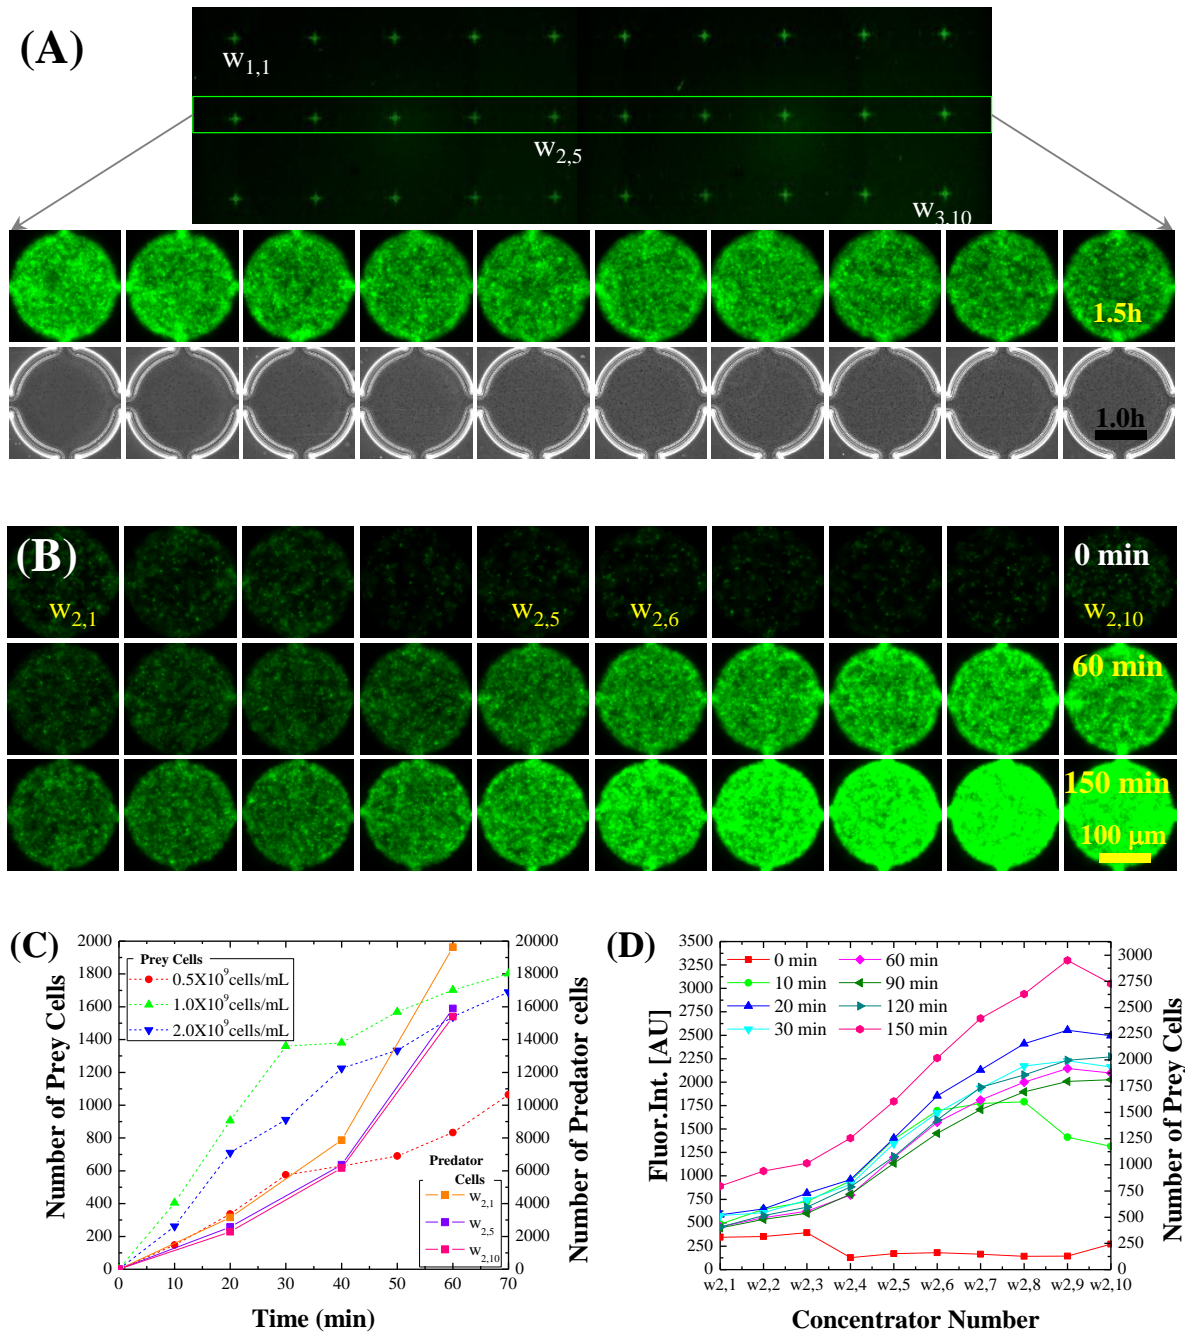 (A)
w1,1
w2,5
w3,10
1.5h
1.0h
(B)
0 min
w2,1
w2,5
w2,6
w2,10
60 min
150 min
100 μm
(C)
Number of Prey Cells
2000
1800
1600
1400
1200
1000
800
600
400
200
0
Prey Cells
0.5X10⁹cells/mL
1.0X10⁹cells/mL
2.0X10⁹cells/mL
Predator
Cells
w2,1
w2,5
w2,10
20000
18000
16000
14000
12000
10000
8000
6000
4000
2000
0
Number of Predator cells
0 10 20 30 40 50 60 70
Time (min)
(D)
Fluor.Int. [AU]
3500
3250
3000
2750
2500
2250
2000
1750
1500
1250
1000
750
500
250
0
0 min
10 min
20 min
30 min
60 min
90 min
120 min
150 min
3000
2750
2500
2250
2000
1750
1500
1250
1000
750
500
250
0
Number of Prey Cells
w2,1 w2,2 w2,3 w2,4 w2,5 w2,6 w2,7 w2,8 w2,9 w2,10
Concentrator Number